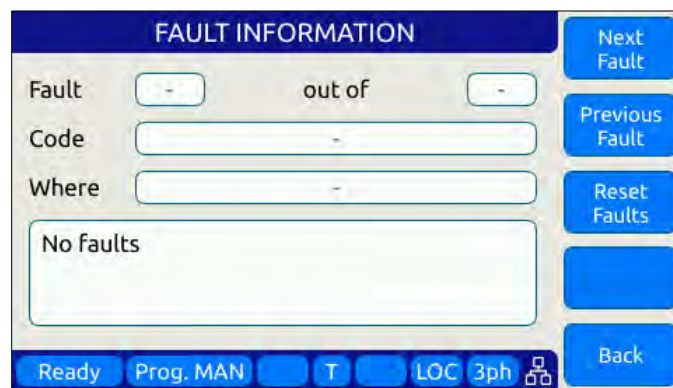 FAULT INFORMATION
Fault - out of -
Code -
Where -
No faults
Next
Fault
Previous
Fault
Reset
Faults
Back
Ready Prog. MAN T LOC 3ph